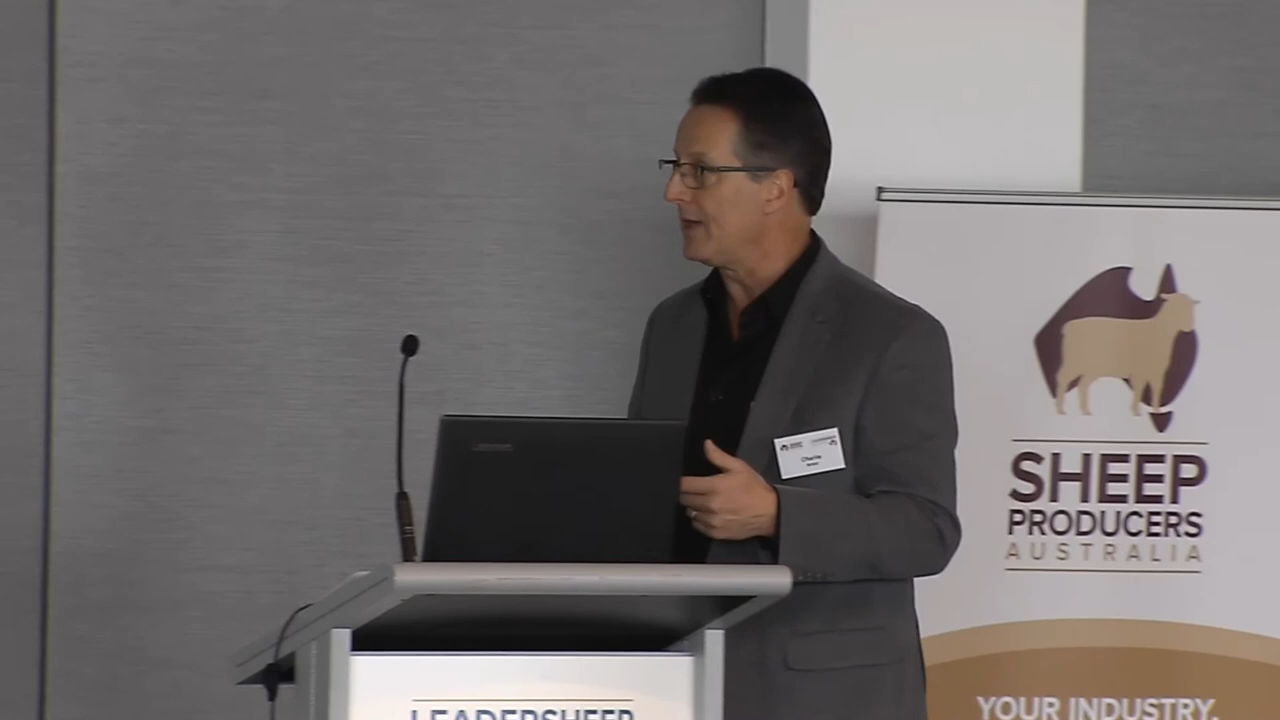 Charlie
SHEEP
PRODUCERS
AUSTRALIA
YOUR INDUSTRY
LEADERSHEEP